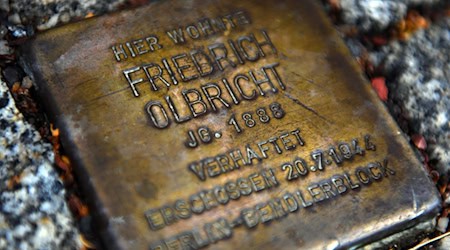 HIER WOHNTE
FRIEDRICH
OLBRICHT
JG. 1888
VERHAFTET
ERSCHOSSEN 20.7.1944
BERLIN-BENDLERBLOCK